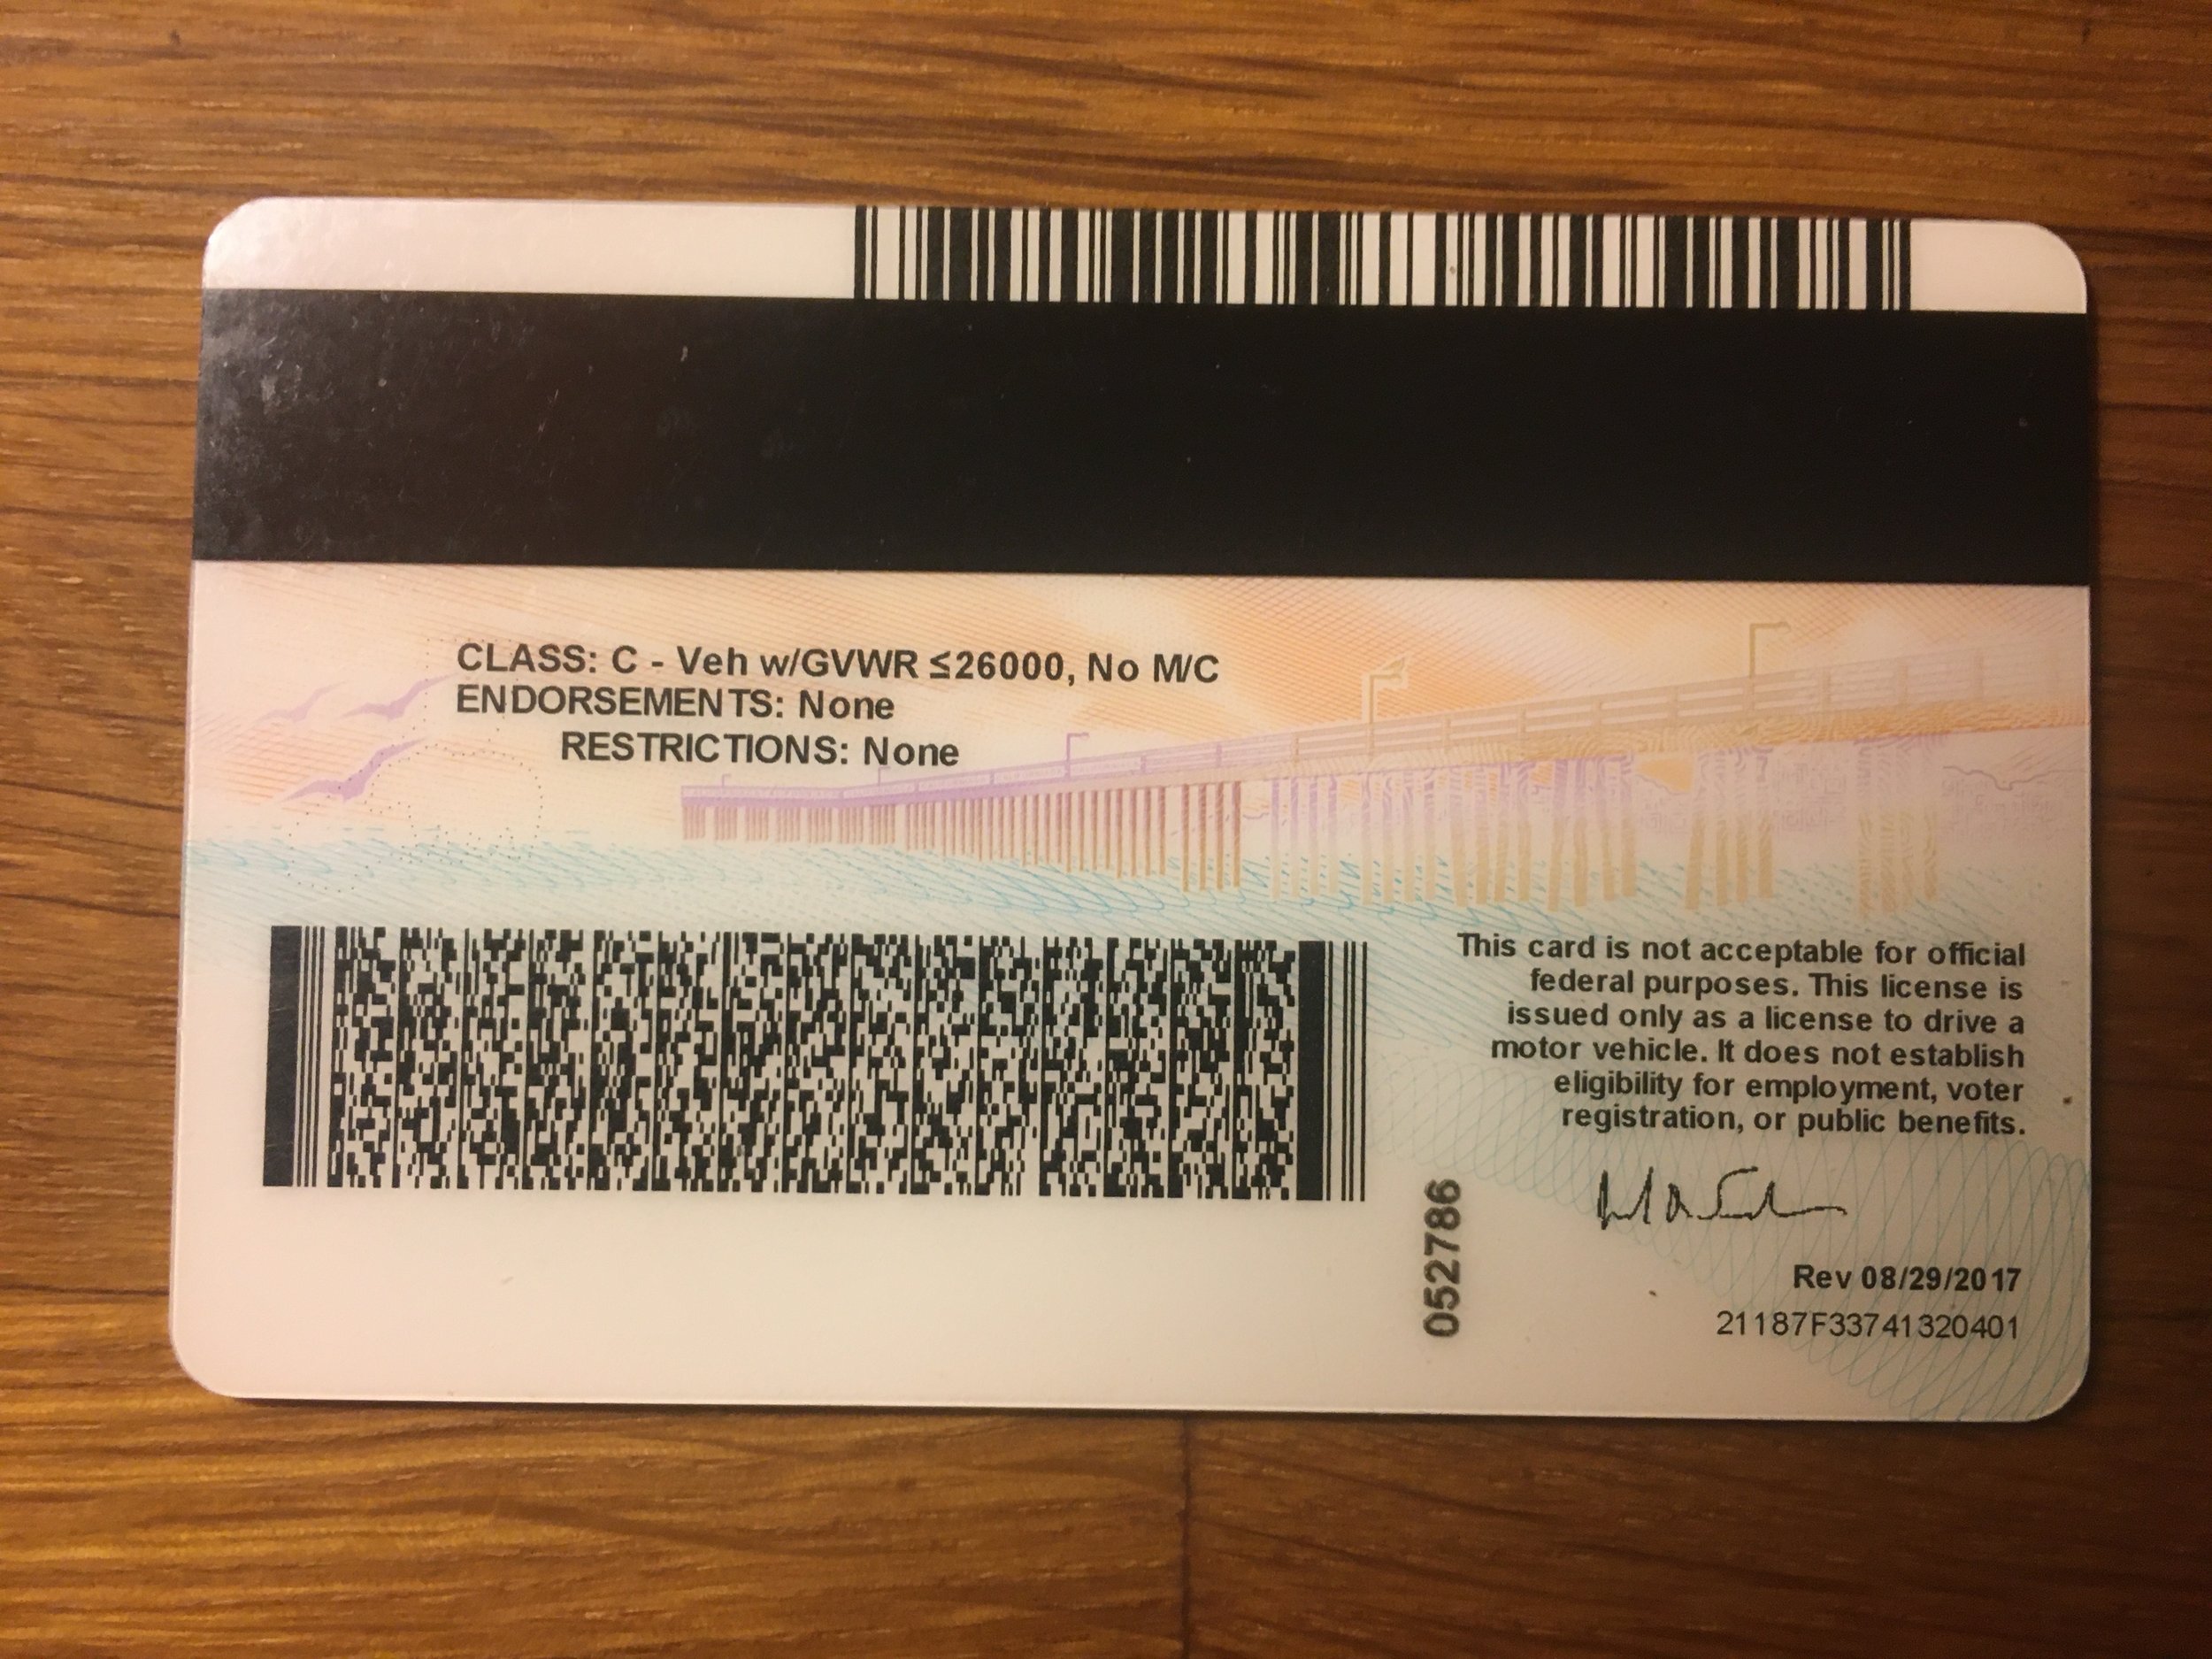 CLASS: C - Veh w/GVWR ≤26000, No M/C
ENDORSEMENTS: None
RESTRICTIONS: None
This card is not acceptable for official
federal purposes. This license is
issued only as a license to drive a
motor vehicle. It does not establish
eligibility for employment, voter
registration, or public benefits.
052786
Rev 08/29/2017
21187F33741320401